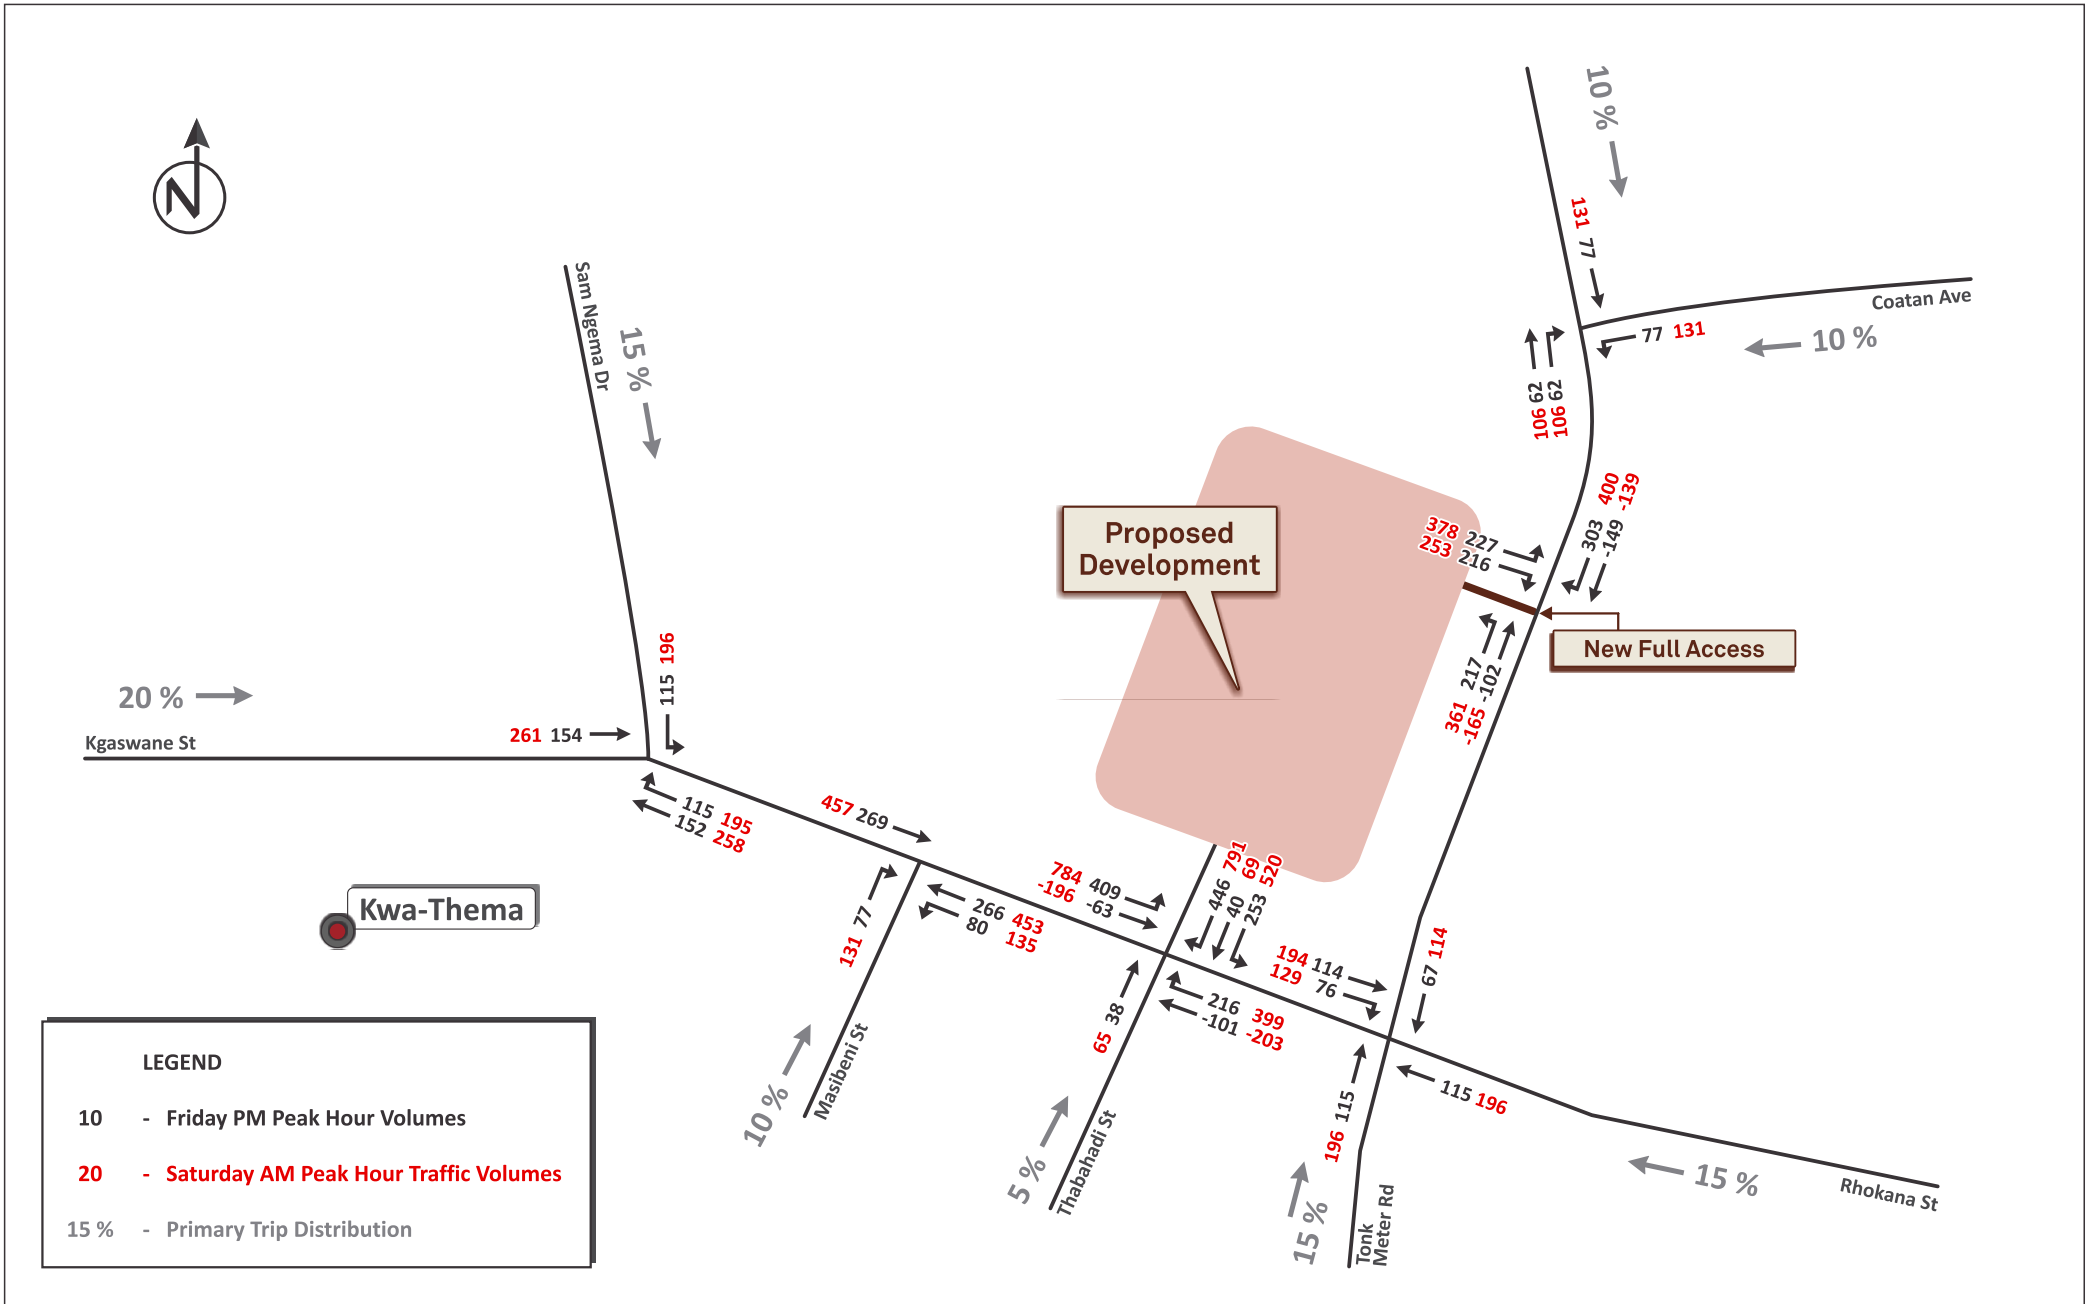 10 %
131 77
Coatan Ave
77 131
10 %
106 62
106 62
Sam Ngema Dr
15 %
303 400
-149 -139
378 227
253 216
Proposed
Development
New Full Access
361 217
-165 -102
115 196
20 %
Kgaswane St
261 154
115 195
152 258
457 269
784 409
-196 -63
446 791
40 69
253 520
Kwa-Thema
131 77
266 453
80 135
194 114
129 76
67 114
216 399
-101 -203
65 38
10 %
Masibeni St
5 %
Thabahadi St
196 115
115 196
15 %
Tonk
Meter Rd
15 %
Rhokana St
N
LEGEND
10 - Friday PM Peak Hour Volumes
20 - Saturday AM Peak Hour Traffic Volumes
15 % - Primary Trip Distribution